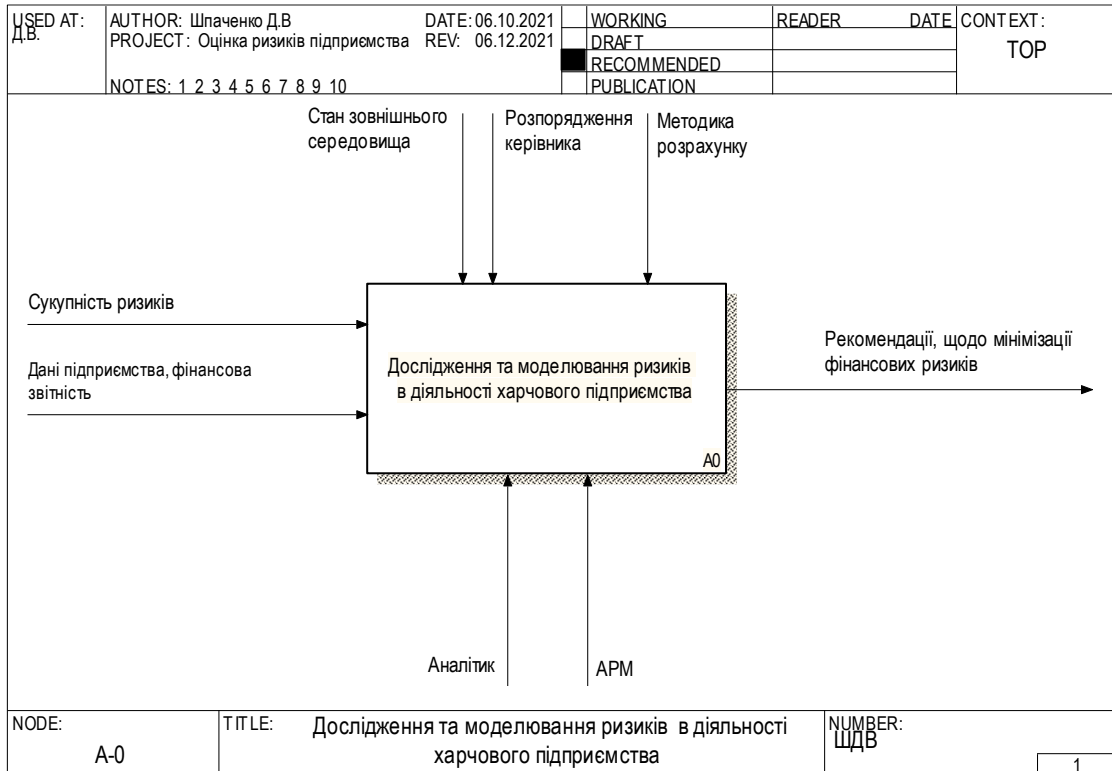 USED AT:
Д.В.
AUTHOR: Шпаченко Д.В
DATE: 06.10.2021
PROJECT: Оцінка ризиків підприємства
REV: 06.12.2021
NOTES: 1 2 3 4 5 6 7 8 9 10
WORKING
DRAFT
RECOMMENDED
PUBLICATION
READER
DATE
CONTEXT:
TOP
Стан зовнішнього
середовища
Розпорядження
керівника
Методика
розрахунку
Сукупність ризиків
Дані підприємства, фінансова
звітність
Дослідження та моделювання ризиків
в діяльності харчового підприємства
A0
Рекомендації, щодо мінімізації
фінансових ризиків
Аналітик
АРМ
NODE:
A-0
TITLE:
Дослідження та моделювання ризиків в діяльності
харчового підприємства
NUMBER:
ШДВ
1